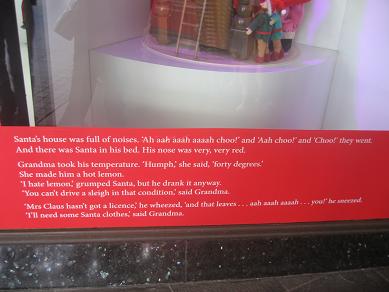 Santa's house was full of noises. 'Ah aah aaah aaaah choo!' and 'Aah choo!' and 'Choo!' they went.
And there was Santa in his bed. His nose was very, very red.
Grandma took his temperature. 'Humph,' she said, 'forty degrees.'
She made him a hot lemon.
'I hate lemon,' grumped Santa, but he drank it anyway.
'You can't drive a sleigh in that condition,' said Grandma.
'Mrs Claus hasn't got a licence,' he wheezed, 'and that leaves . . . aah aaah aaaah . . . you!' he sneezed.
'I'll need some Santa clothes,' said Grandma.